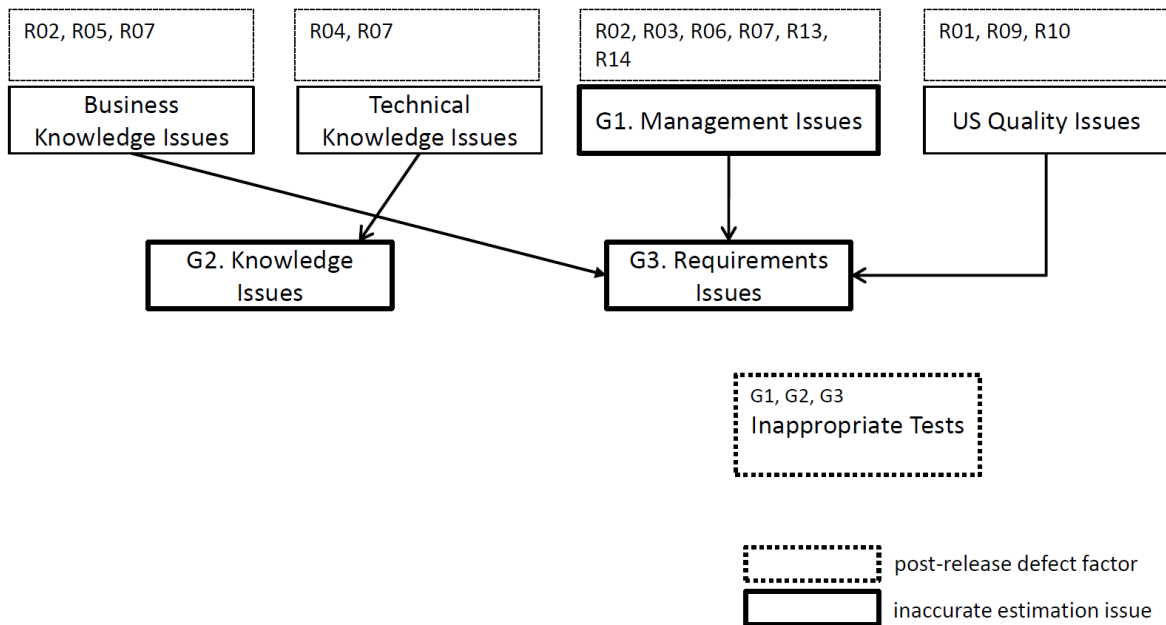 R02, R05, R07
R04, R07
R02, R03, R06, R07, R13,
R14
R01, R09, R10
Business
Knowledge Issues
Technical
Knowledge Issues
G1. Management Issues
US Quality Issues
G2. Knowledge
Issues
G3. Requirements
Issues
G1, G2, G3
Inappropriate Tests
post-release defect factor
inaccurate estimation issue